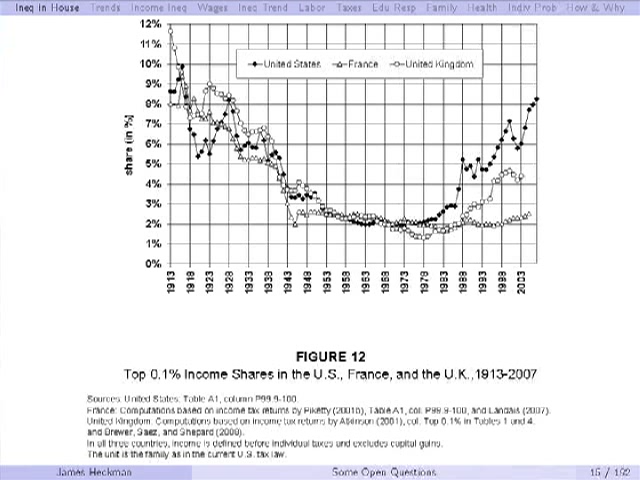 Ineq in House Trends Income Ineq Wages Ineq Trend Labor Taxes Edu Resp Family Health Indiv Prob How & Why
12%
11%
10%
9%
8%
7%
6%
5%
4%
3%
2%
1%
0%
share (in %)
United States France United Kingdom
1913 1918 1923 1928 1933 1938 1943 1948 1953 1958 1963 1968 1973 1978 1983 1988 1993 1998 2003
FIGURE 12
Top 0.1% Income Shares in the U.S., France, and the U.K., 1913-2007
Sources: United States: Table A1, column P99.9-100.
France: Computations based on income tax returns by Piketty (2001b), Table A1, col. P99.9-100, and Landais (2007).
United Kingdom: Computations based on income tax returns by Atkinson (2001), col. Top 0.1% in Tables 1 and 4.
and Brewer, Saez, and Shepard (2008).
In all three countries, income is defined before individual taxes and excludes capital gains.
The unit is the family as in the current U.S. tax law.
James Heckman Some Open Questions 15 / 192